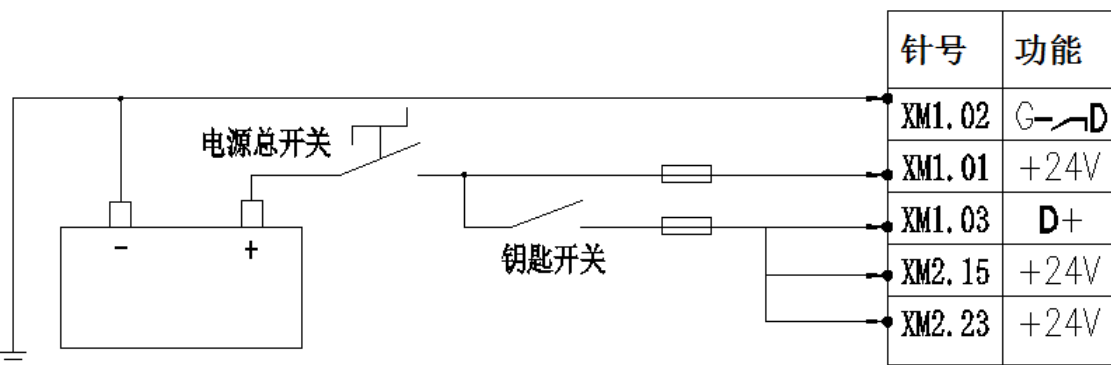 针号 功能
XM1.02 G D
电源总开关
XM1.01 +24V
XM1.03 D+
- +
钥匙开关
XM2.15 +24V
XM2.23 +24V